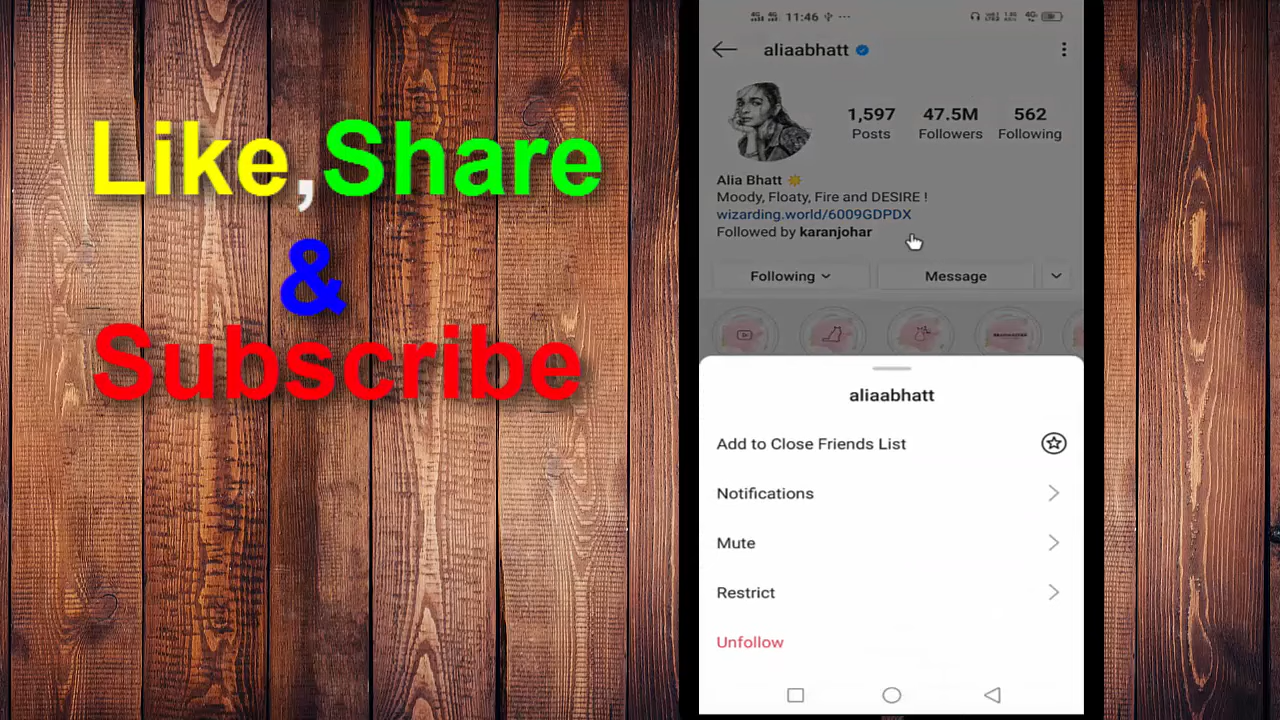 Like,Share
&
Subscribe
11:46
aliaabhatt
1,597 47.5M 562
Posts Followers Following
Alia Bhatt
Moody, Floaty, Fire and DESIRE !
wizarding.world/6009GDPDX
Followed by karanjohar
Following Message
aliaabhatt
Add to Close Friends List
Notifications
Mute
Restrict
Unfollow